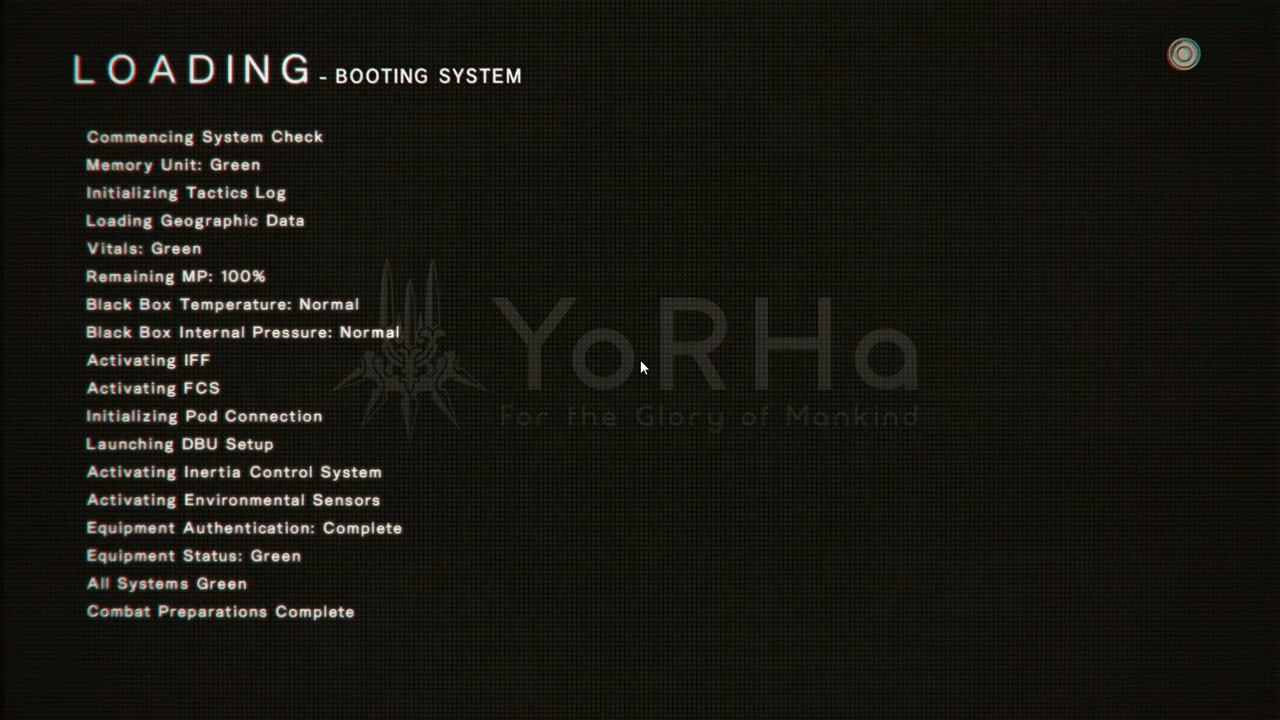 LOADING - BOOTING SYSTEM
Commencing System Check
Memory Unit: Green
Initializing Tactics Log
Loading Geographic Data
Vitals: Green
Remaining MP: 100%
Black Box Temperature: Normal
Black Box Internal Pressure: Normal
Activating IFF
Activating FCS
Initializing Pod Connection
Launching DBU Setup
Activating Inertia Control System
Activating Environmental Sensors
Equipment Authentication: Complete
Equipment Status: Green
All Systems Green
Combat Preparations Complete
YoRHa
For the Glory of Mankind